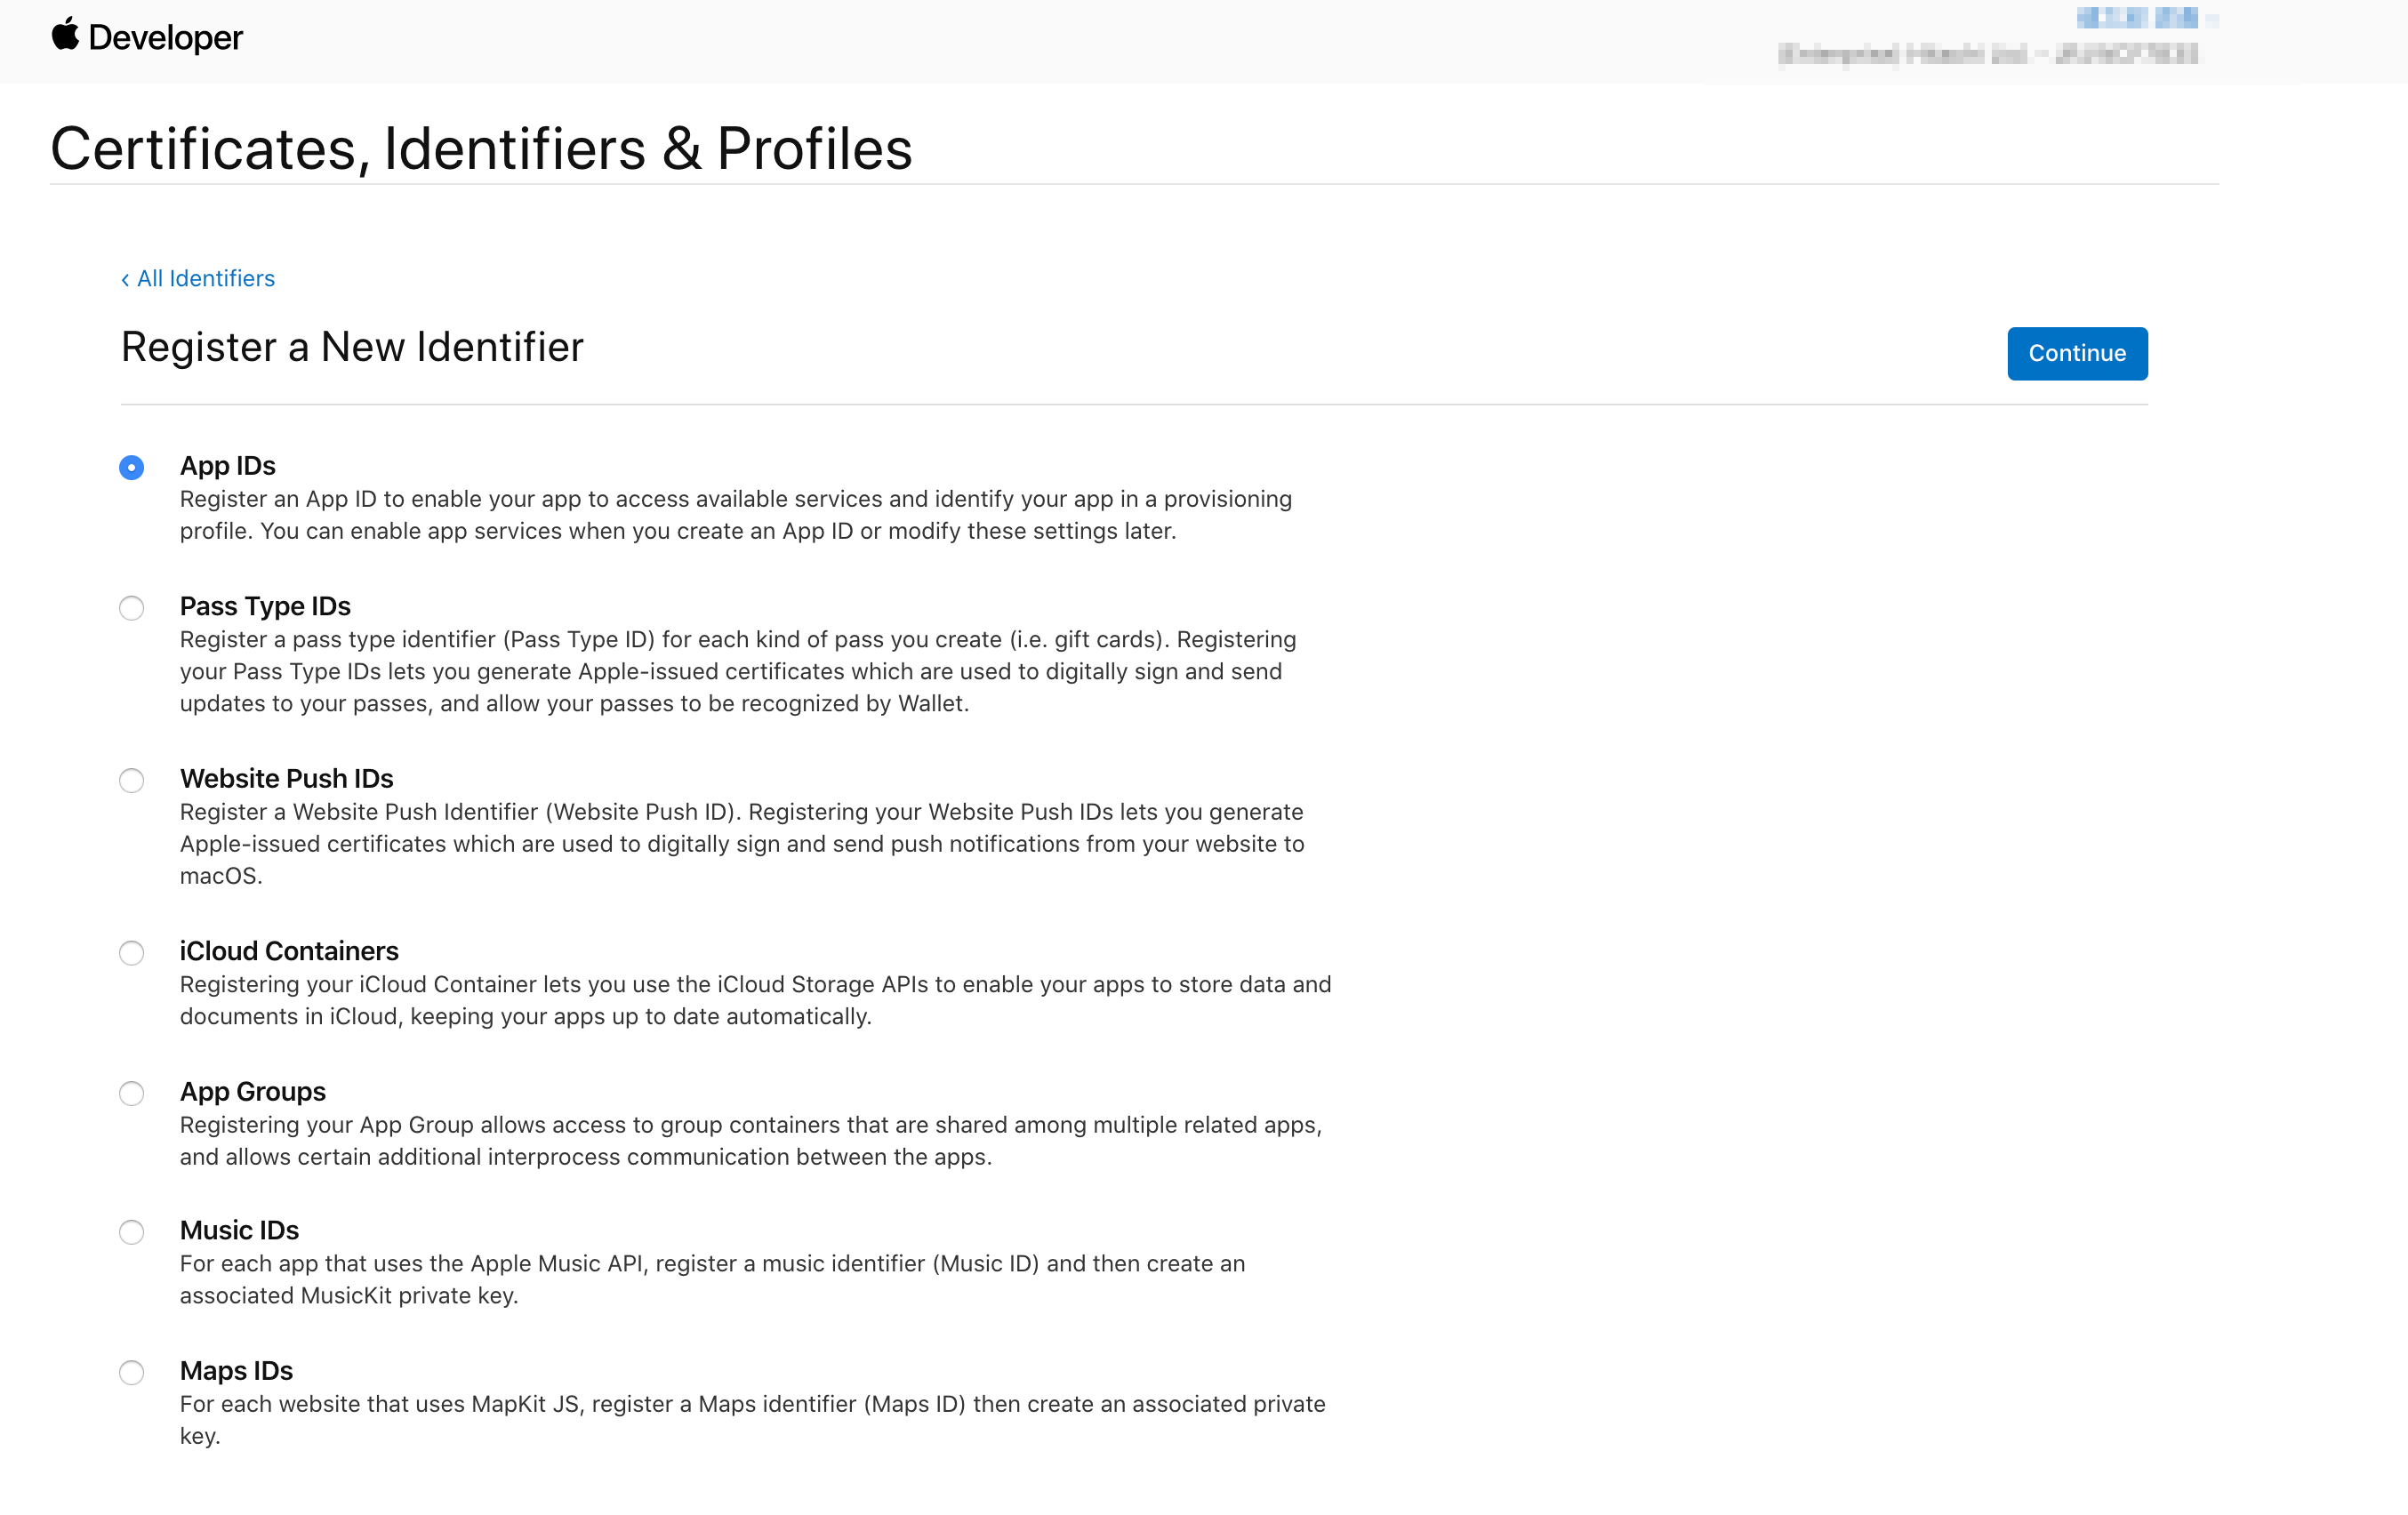 Developer
Certificates, Identifiers & Profiles
‹ All Identifiers
Register a New Identifier
Continue
App IDs
Register an App ID to enable your app to access available services and identify your app in a provisioning
profile. You can enable app services when you create an App ID or modify these settings later.
Pass Type IDs
Register a pass type identifier (Pass Type ID) for each kind of pass you create (i.e. gift cards). Registering
your Pass Type IDs lets you generate Apple-issued certificates which are used to digitally sign and send
updates to your passes, and allow your passes to be recognized by Wallet.
Website Push IDs
Register a Website Push Identifier (Website Push ID). Registering your Website Push IDs lets you generate
Apple-issued certificates which are used to digitally sign and send push notifications from your website to
macOS.
iCloud Containers
Registering your iCloud Container lets you use the iCloud Storage APIs to enable your apps to store data and
documents in iCloud, keeping your apps up to date automatically.
App Groups
Registering your App Group allows access to group containers that are shared among multiple related apps,
and allows certain additional interprocess communication between the apps.
Music IDs
For each app that uses the Apple Music API, register a music identifier (Music ID) and then create an
associated MusicKit private key.
Maps IDs
For each website that uses MapKit JS, register a Maps identifier (Maps ID) then create an associated private
key.